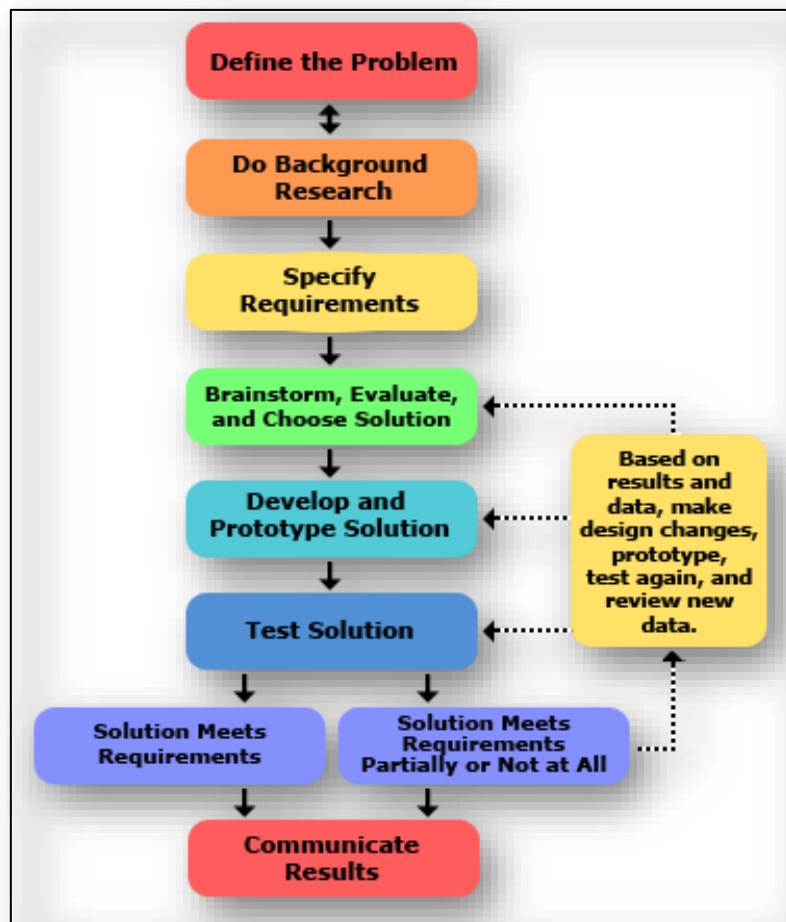 Define the Problem
Do Background
Research
Specify
Requirements
Brainstorm, Evaluate,
and Choose Solution
Based on
results and
data, make
design changes,
prototype,
test again, and
review new
data.
Develop and
Prototype Solution
Test Solution
Solution Meets
Requirements
Solution Meets
Requirements
Partially or Not at All
Communicate
Results